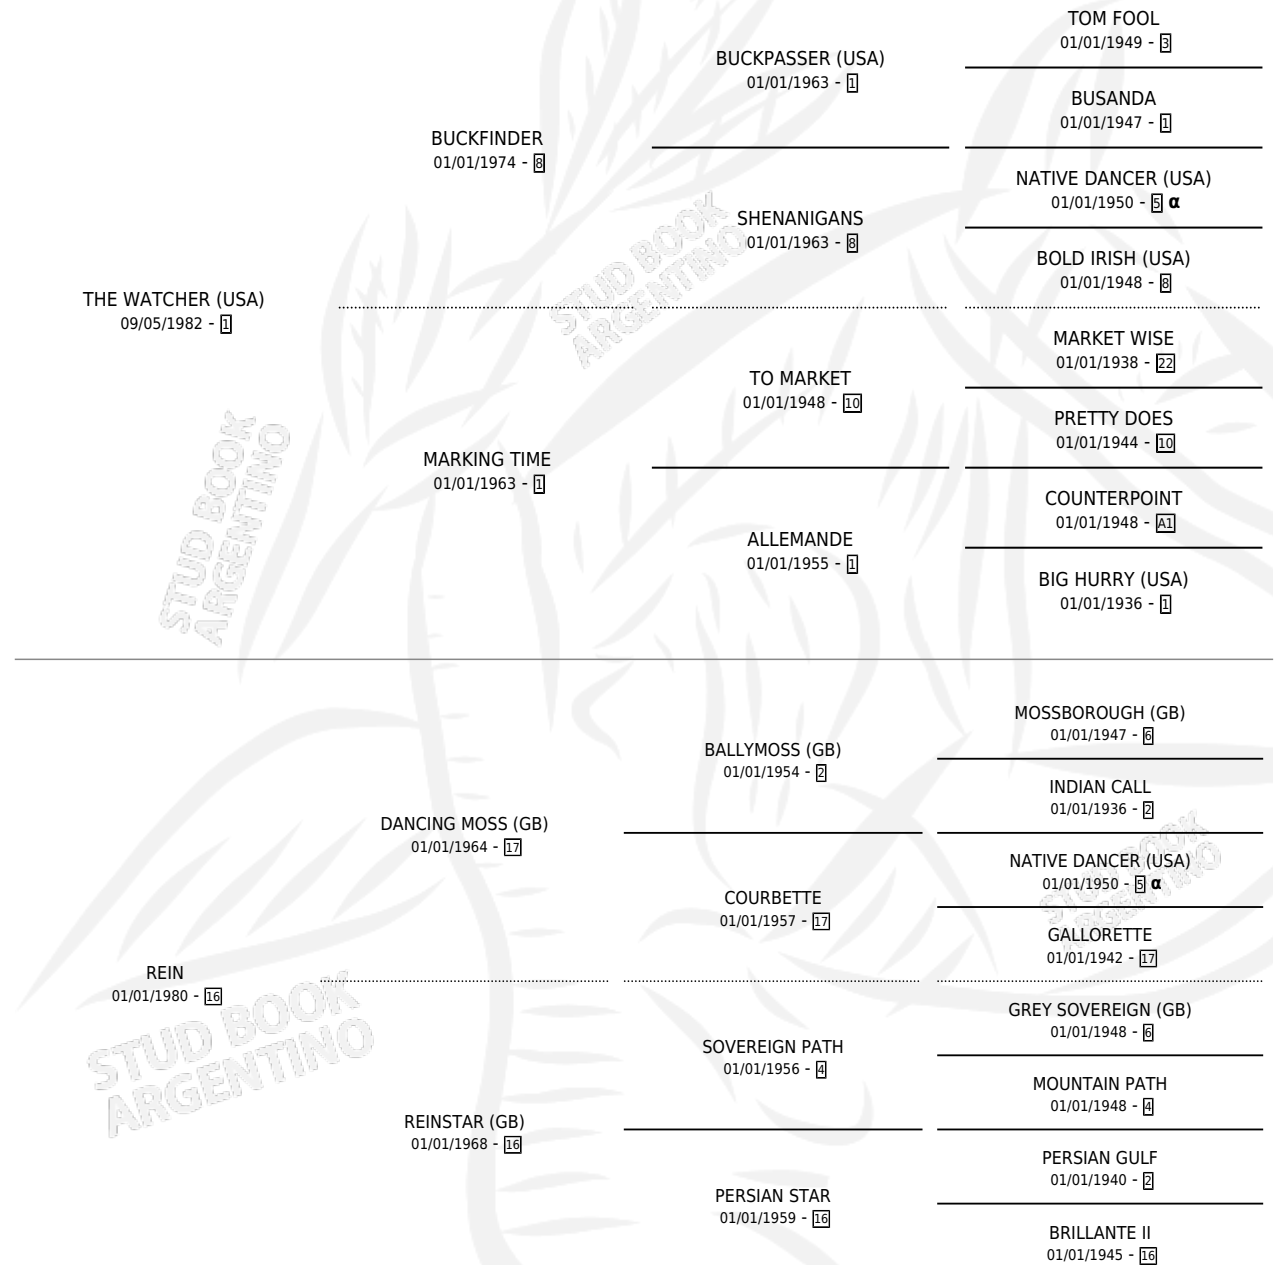 TOM FOOL
01/01/1949 - 3
BUCKPASSER (USA)
01/01/1963 - 1
BUSANDA
01/01/1947 - 1
BUCKFINDER
01/01/1974 - 8
NATIVE DANCER (USA)
01/01/1950 - 5 α
SHENANIGANS
01/01/1963 - 8
BOLD IRISH (USA)
01/01/1948 - 8
THE WATCHER (USA)
09/05/1982 - 1
MARKET WISE
01/01/1938 - 22
TO MARKET
01/01/1948 - 10
PRETTY DOES
01/01/1944 - 10
MARKING TIME
01/01/1963 - 1
COUNTERPOINT
01/01/1948 - A1
ALLEMANDE
01/01/1955 - 1
BIG HURRY (USA)
01/01/1936 - 1
MOSSBOROUGH (GB)
01/01/1947 - 6
BALLYMOSS (GB)
01/01/1954 - 2
INDIAN CALL
01/01/1936 - 2
DANCING MOSS (GB)
01/01/1964 - 17
NATIVE DANCER (USA)
01/01/1950 - 5 α
COURBETTE
01/01/1957 - 17
GALLORETTE
01/01/1942 - 17
REIN
01/01/1980 - 16
GREY SOVEREIGN (GB)
01/01/1948 - 6
SOVEREIGN PATH
01/01/1956 - 4
MOUNTAIN PATH
01/01/1948 - 4
REINSTAR (GB)
01/01/1968 - 16
PERSIAN GULF
01/01/1940 - 2
PERSIAN STAR
01/01/1959 - 16
BRILLANTE II
01/01/1945 - 16
STUD BOOK
ARGENTINO
STUD BOOK
ARGENTINO
STUD BOOK
ARGENTINO
STUD BOOK
ARGENTINO